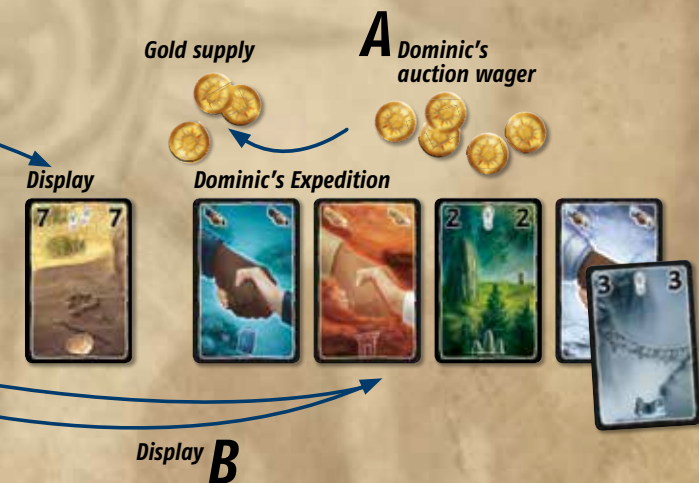 Gold supply
A Dominic's
auction wager
Display
Dominic's Expedition
7 7
2 2
3 3
Display B